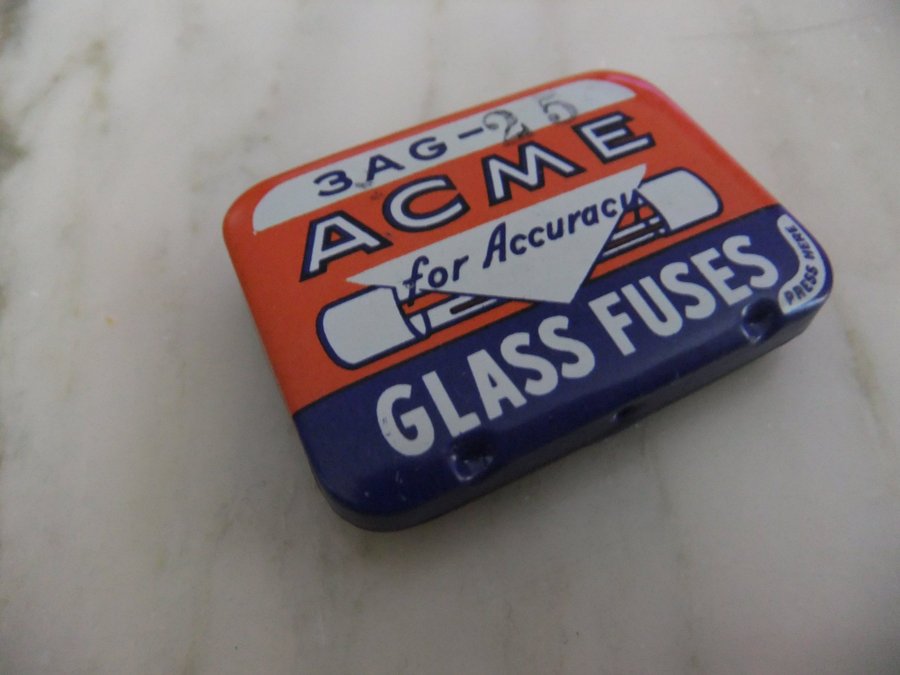 3AG-25
ACME
for Accuracy
GLASS FUSES
PRESS HERE